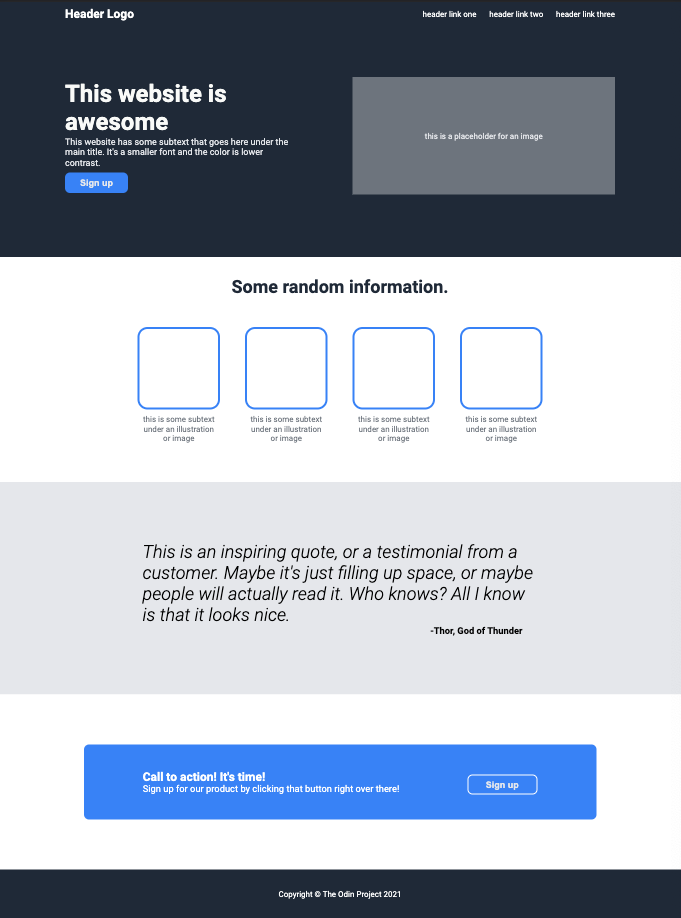 Header Logo
header link one header link two header link three
This website is
awesome
This website has some subtext that goes here under the
main title. It's a smaller font and the color is lower
contrast.
Sign up
this is a placeholder for an image
Some random information.
this is some subtext
under an illustration
or image
this is some subtext
under an illustration
or image
this is some subtext
under an illustration
or image
this is some subtext
under an illustration
or image
This is an inspiring quote, or a testimonial from a
customer. Maybe it's just filling up space, or maybe
people will actually read it. Who knows? All I know
is that it looks nice.
-Thor, God of Thunder
Call to action! It's time!
Sign up for our product by clicking that button right over there!
Sign up
Copyright © The Odin Project 2021